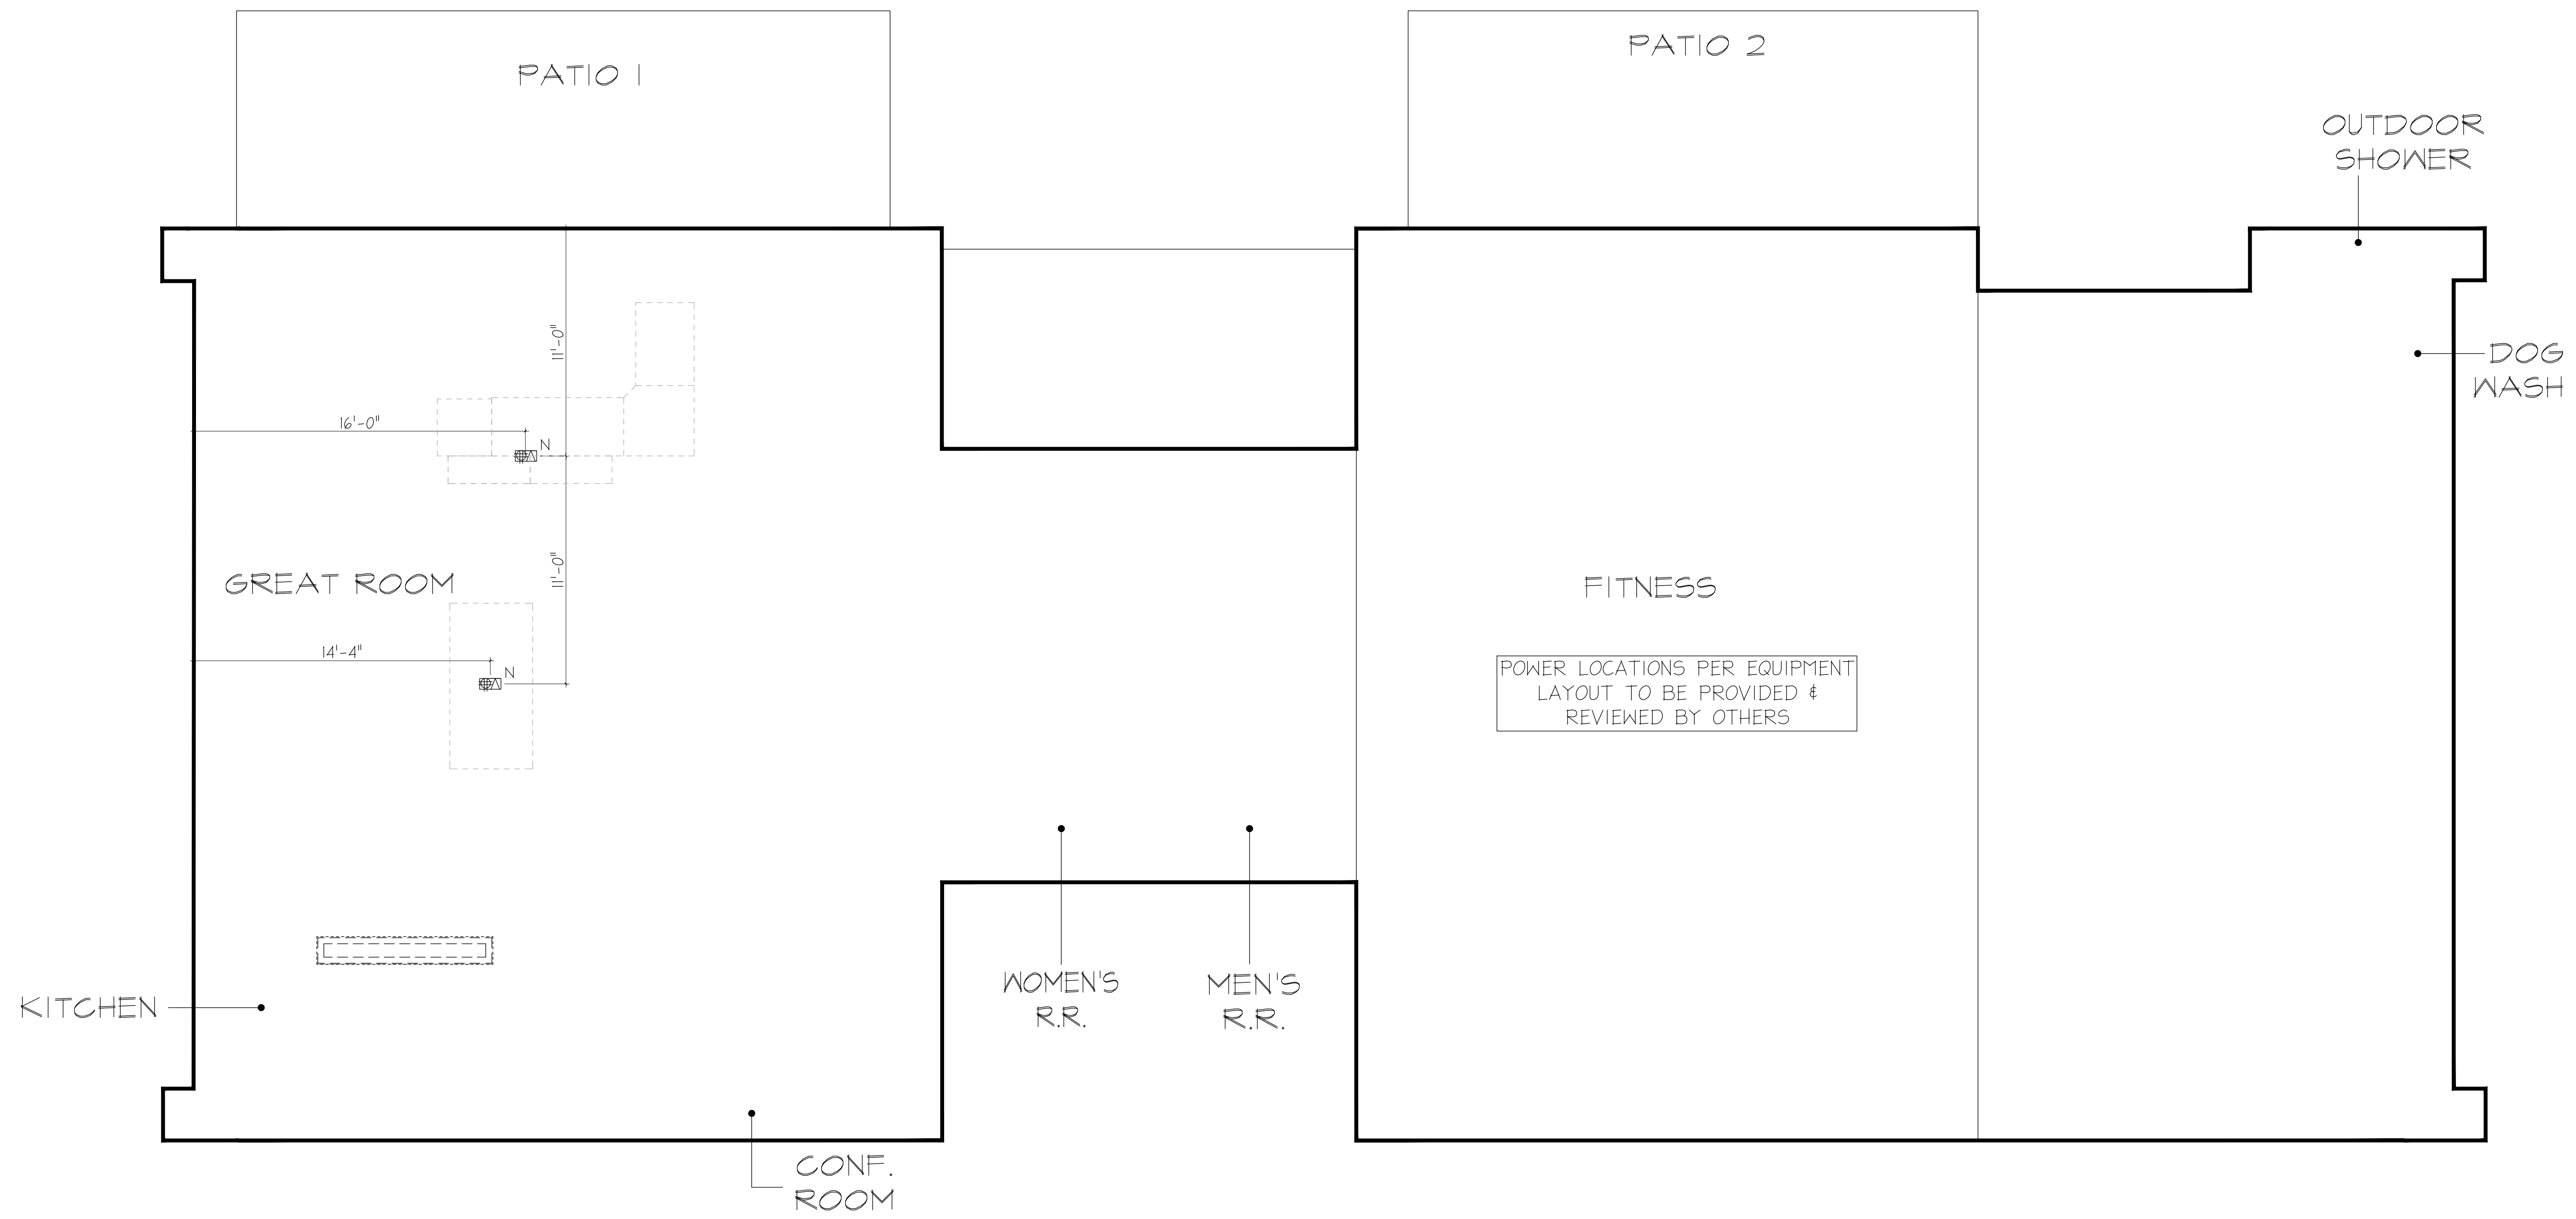 PATIO 1
PATIO 2
OUTDOOR
SHOWER
DOG
WASH
11'-0"
16'-0"
N
11'-0"
GREAT ROOM
14'-4"
N
FITNESS
POWER LOCATIONS PER EQUIPMENT
LAYOUT TO BE PROVIDED &
REVIEWED BY OTHERS
KITCHEN
WOMEN'S
R.R.
MEN'S
R.R.
CONF.
ROOM